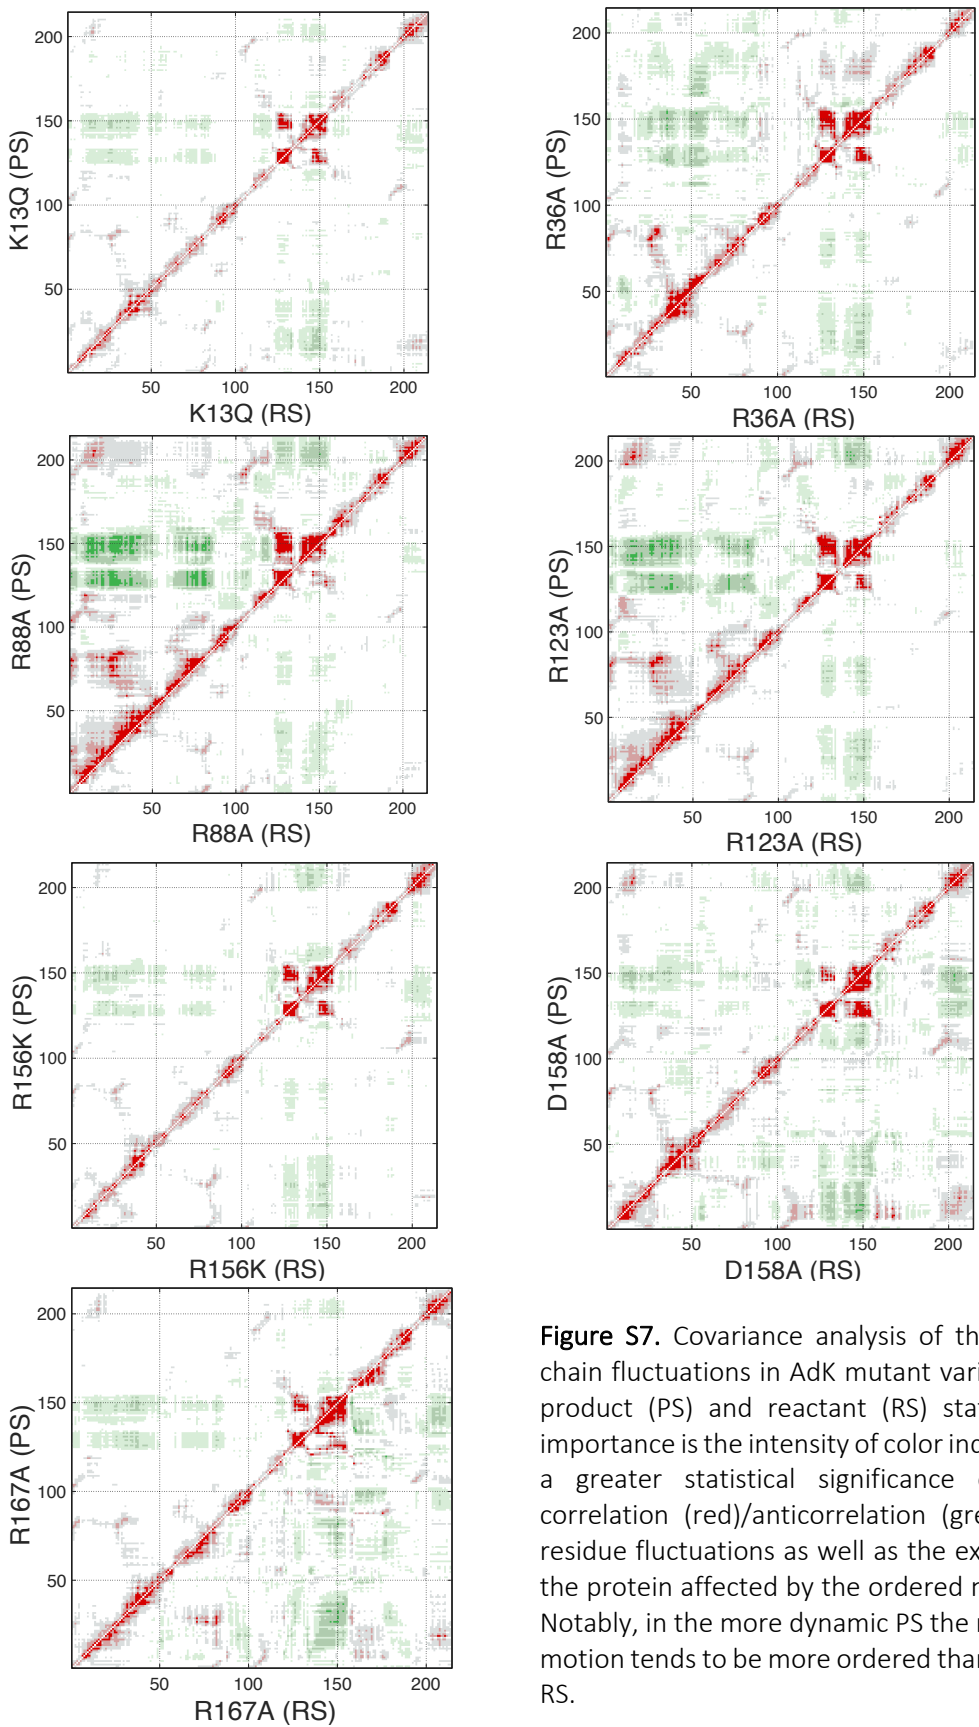 200
150
100
50
K13Q (PS)
50 100 150 200
K13Q (RS)
200
150
100
50
R36A (PS)
50 100 150 200
R36A (RS)
200
150
100
50
R88A (PS)
50 100 150 200
R88A (RS)
200
150
100
50
R123A (PS)
50 100 150 200
R123A (RS)
200
150
100
50
R156K (PS)
50 100 150 200
R156K (RS)
200
150
100
50
D158A (PS)
50 100 150 200
D158A (RS)
200
150
100
50
R167A (PS)
50 100 150 200
R167A (RS)
Figure S7. Covariance analysis of th
chain fluctuations in AdK mutant vari
product (PS) and reactant (RS) stat
importance is the intensity of color inc
a greater statistical significance
correlation (red)/anticorrelation (gre
residue fluctuations as well as the ex
the protein affected by the ordered r
Notably, in the more dynamic PS the r
motion tends to be more ordered than
RS.